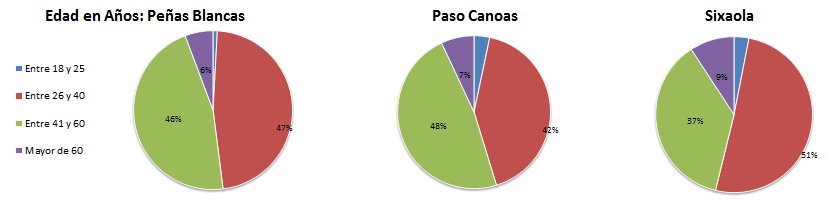 Edad en Años: Peñas Blancas
Entre 18 y 25
Entre 26 y 40
Entre 41 y 60
Mayor de 60
6%
46%
47%
Paso Canoas
7%
48%
42%
Sixaola
9%
37%
51%